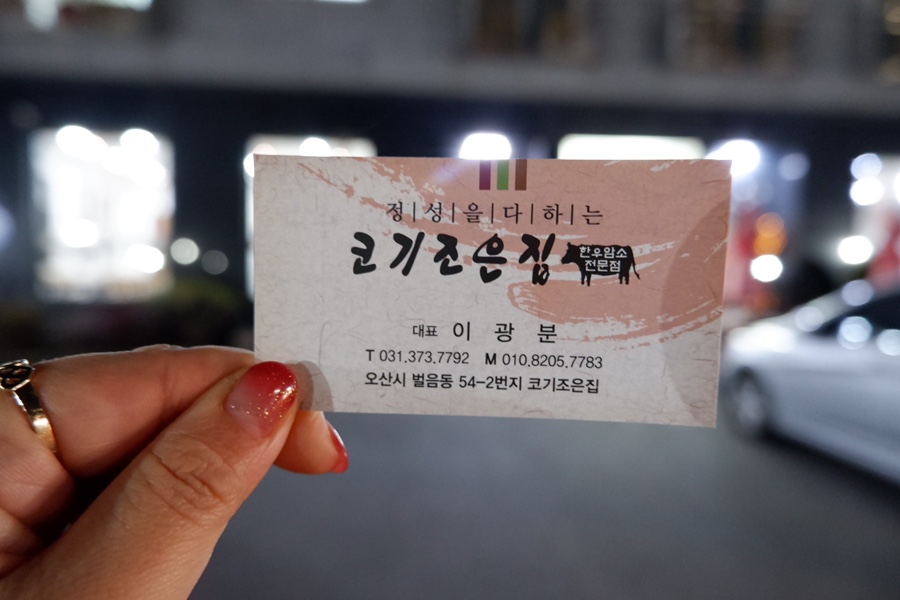 정|성|을|다|하|는
코기조은집
한우암소
전문점
대표 이 광 분
T 031.373.7792 M 010.8205.7783
오산시 벌음동 54-2번지 코기조은집